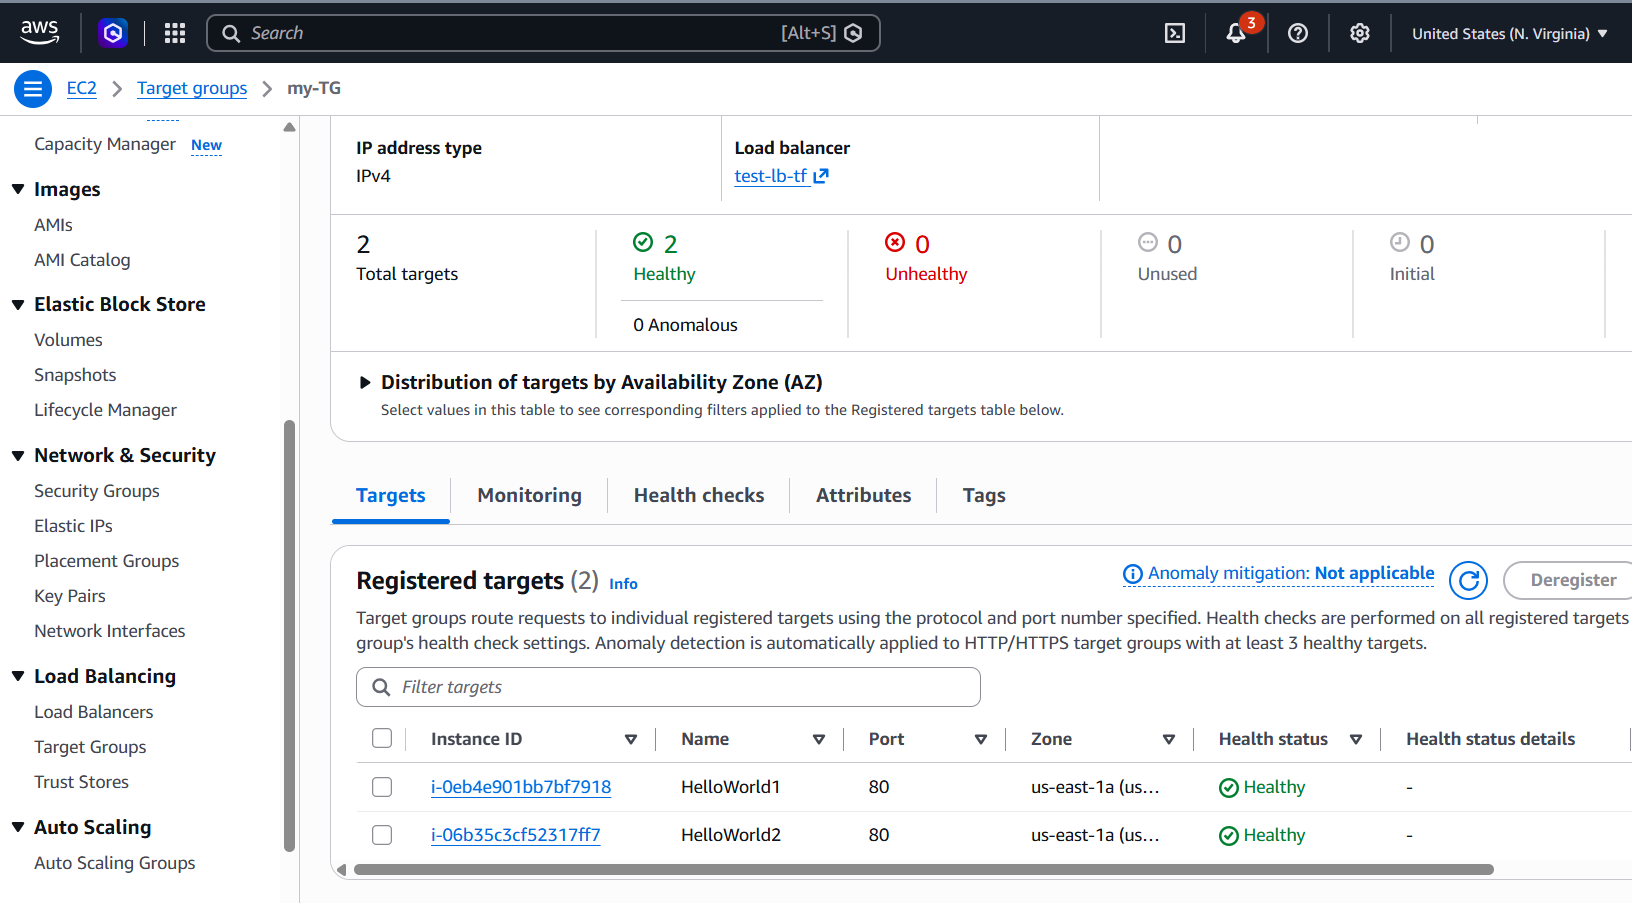 aws
Search
[Alt+S]
3
United States (N. Virginia)
EC2
Target groups
my-TG
Capacity Manager New
Images
AMIs
AMI Catalog
Elastic Block Store
Volumes
Snapshots
Lifecycle Manager
Network & Security
Security Groups
Elastic IPs
Placement Groups
Key Pairs
Network Interfaces
Load Balancing
Load Balancers
Target Groups
Trust Stores
Auto Scaling
Auto Scaling Groups
IP address type
IPv4
Load balancer
test-lb-tf
2
Total targets
2
Healthy
0 Anomalous
0
Unhealthy
0
Unused
0
Initial
Distribution of targets by Availability Zone (AZ)
Select values in this table to see corresponding filters applied to the Registered targets table below.
Targets
Monitoring
Health checks
Attributes
Tags
Registered targets (2) Info
Anomaly mitigation: Not applicable
Deregister
Target groups route requests to individual registered targets using the protocol and port number specified. Health checks are performed on all registered targets
group's health check settings. Anomaly detection is automatically applied to HTTP/HTTPS target groups with at least 3 healthy targets.
Filter targets
Instance ID Name Port Zone Health status Health status details
i-0eb4e901bb7bf7918 HelloWorld1 80 us-east-1a (us... Healthy -
i-06b35c3cf52317ff7 HelloWorld2 80 us-east-1a (us... Healthy -